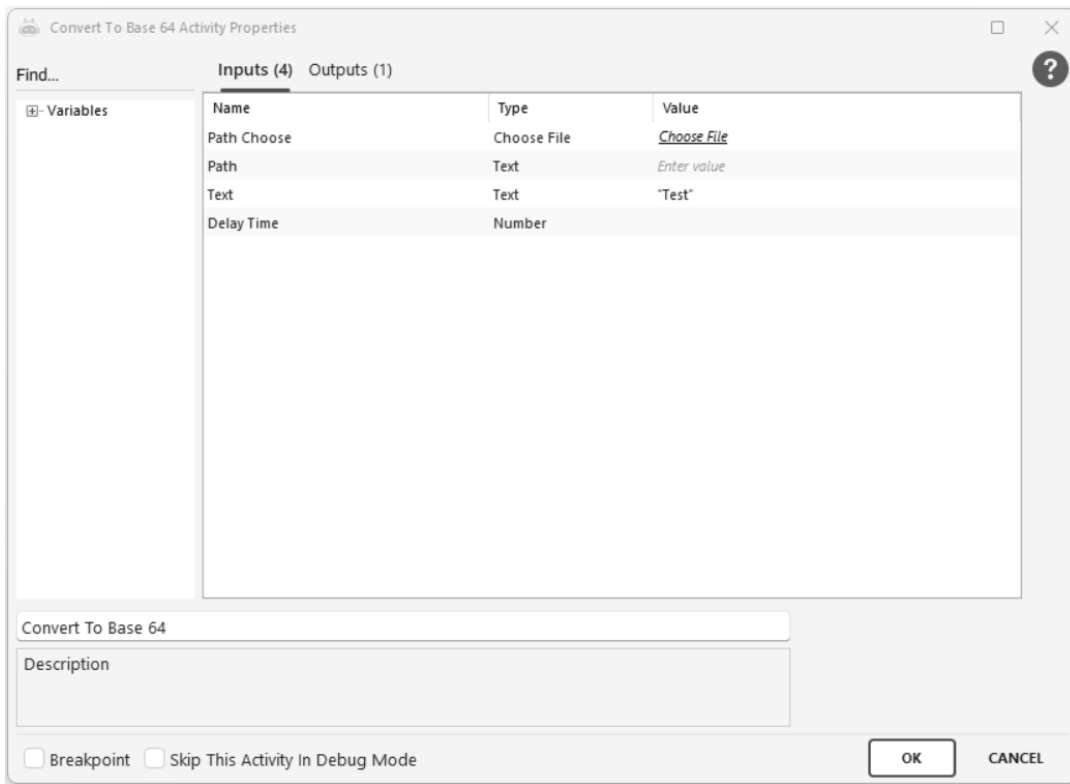 Convert To Base 64 Activity Properties
Find...
Inputs (4) Outputs (1)
?
Variables
Name Type Value
Path Choose Choose File Choose File
Path Text Enter value
Text Text "Test"
Delay Time Number
Convert To Base 64
Description
Breakpoint Skip This Activity In Debug Mode OK CANCEL